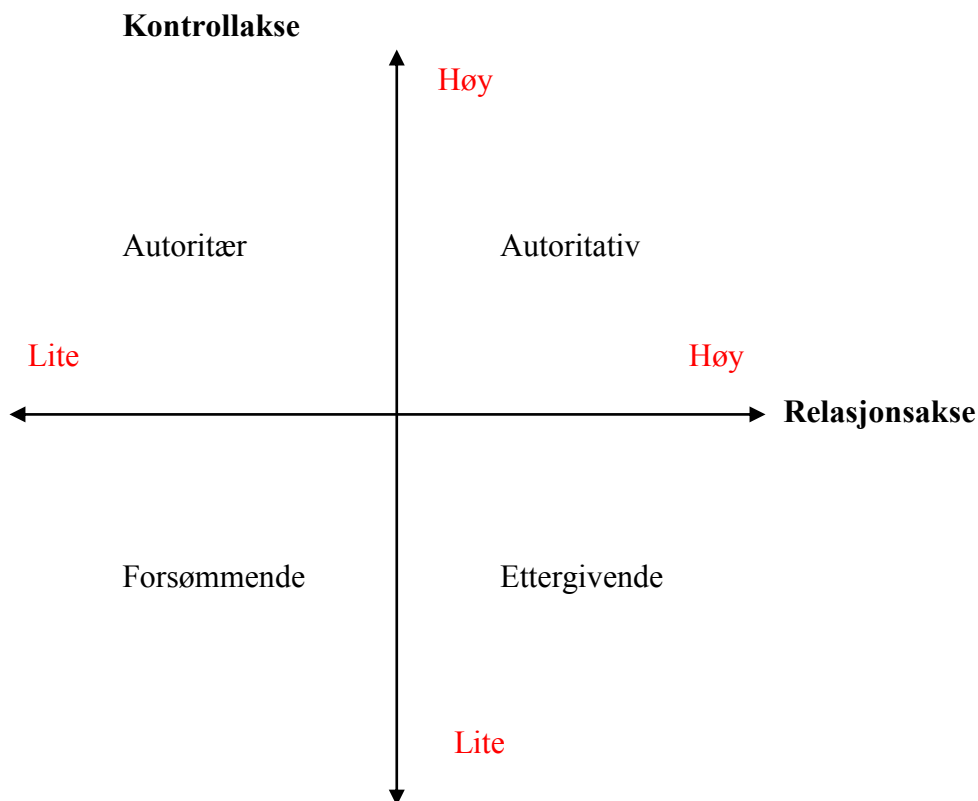 Kontrollakse
Høy
Autoritær Autoritativ
Lite Høy
Relasjonsakse
Forsømmende Ettergivende
Lite